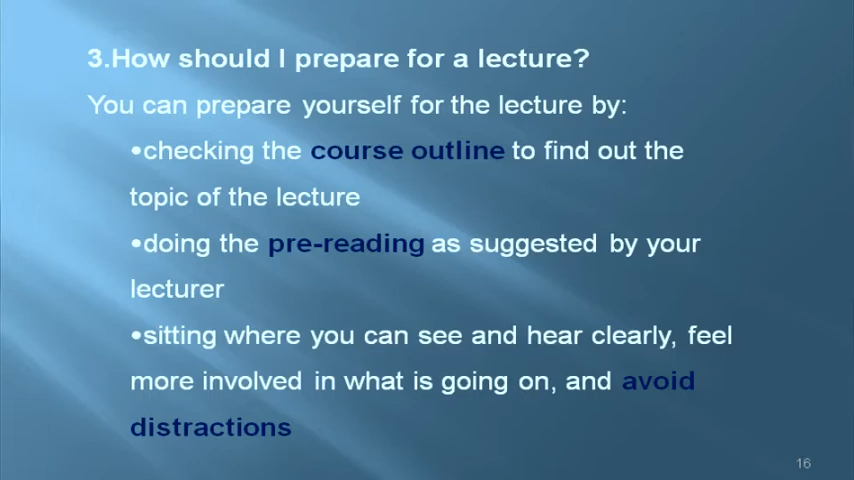 3.How should I prepare for a lecture?
You can prepare yourself for the lecture by:
•checking the course outline to find out the
topic of the lecture
•doing the pre-reading as suggested by your
lecturer
•sitting where you can see and hear clearly, feel
more involved in what is going on, and avoid
distractions
16